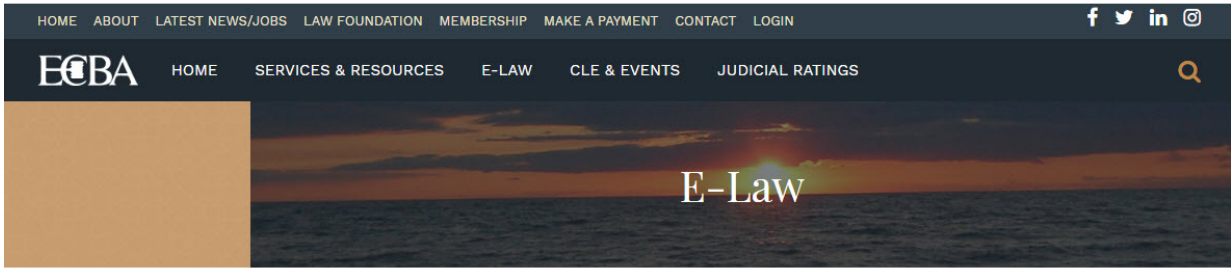 HOME ABOUT LATEST NEWS/JOBS LAW FOUNDATION MEMBERSHIP MAKE A PAYMENT CONTACT LOGIN
ECBA HOME SERVICES & RESOURCES E-LAW CLE & EVENTS JUDICIAL RATINGS
E-Law